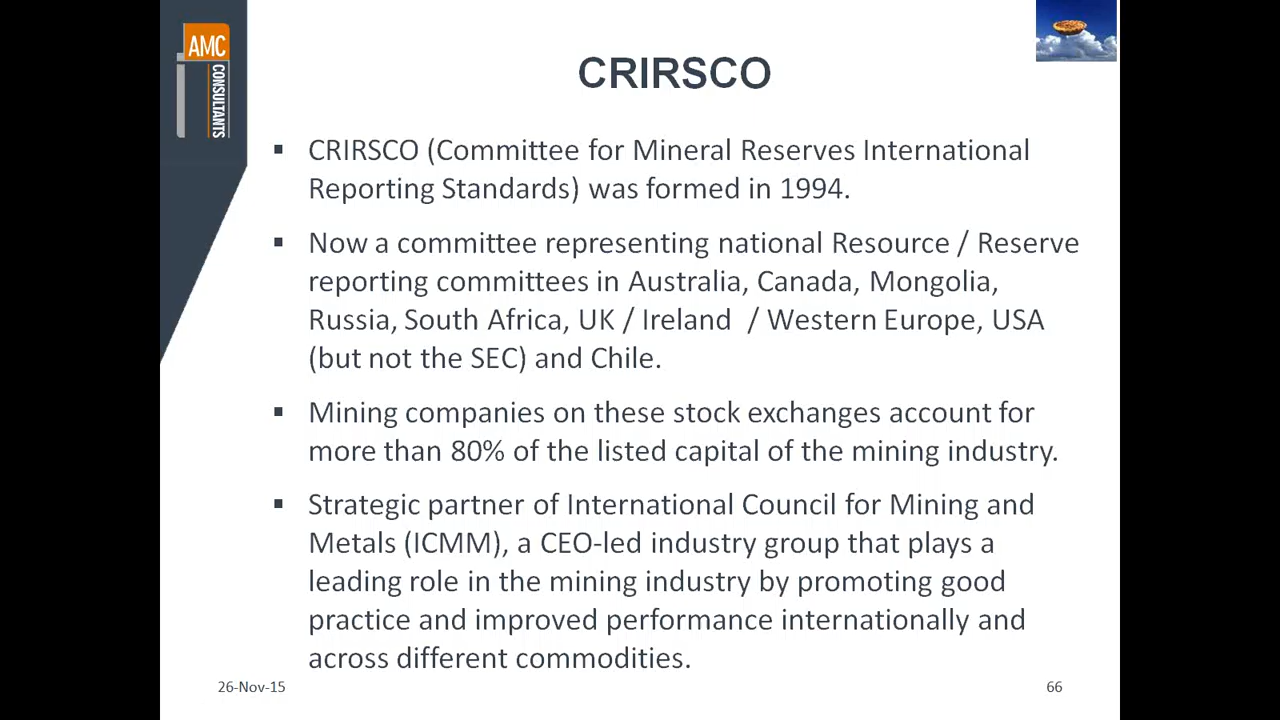 AMC
CONSULTANTS
CRIRSCO
▪ CRIRSCO (Committee for Mineral Reserves International
Reporting Standards) was formed in 1994.
▪ Now a committee representing national Resource / Reserve
reporting committees in Australia, Canada, Mongolia,
Russia, South Africa, UK / Ireland / Western Europe, USA
(but not the SEC) and Chile.
▪ Mining companies on these stock exchanges account for
more than 80% of the listed capital of the mining industry.
▪ Strategic partner of International Council for Mining and
Metals (ICMM), a CEO-led industry group that plays a
leading role in the mining industry by promoting good
practice and improved performance internationally and
across different commodities.
26-Nov-15
66